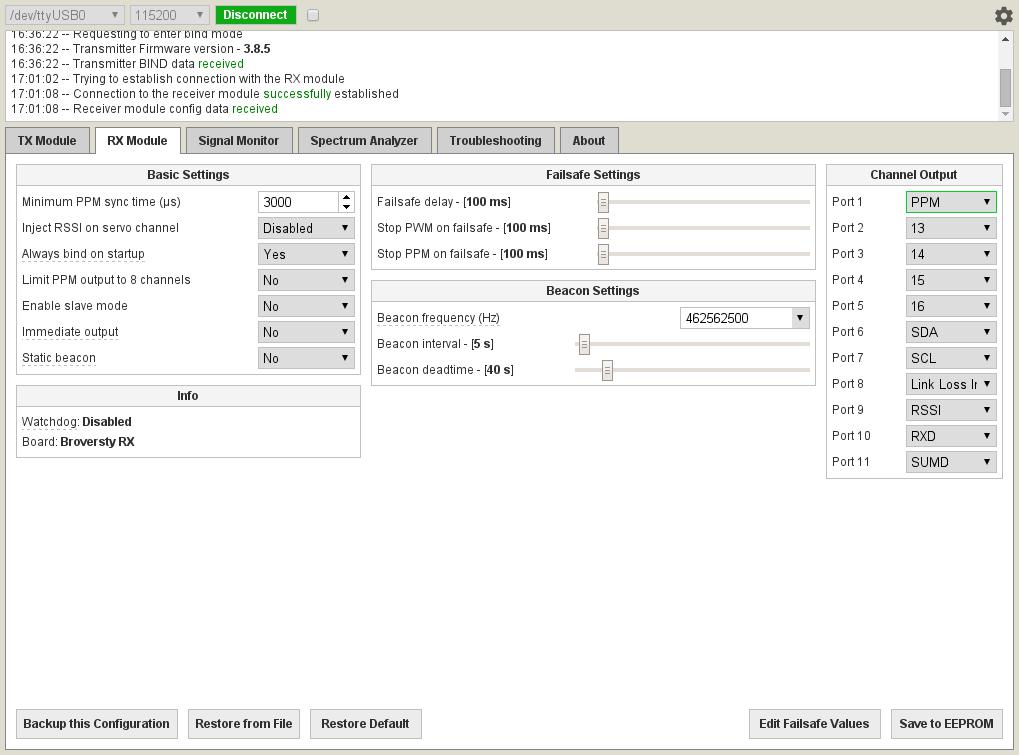 /dev/ttyUSB0 115200 Disconnect
16:36:22 -- Requesting to enter bind mode
16:36:22 -- Transmitter Firmware version - 3.8.5
16:36:22 -- Transmitter BIND data received
17:01:02 -- Trying to establish connection with the RX module
17:01:08 -- Connection to the receiver module successfully established
17:01:08 -- Receiver module config data received
TX Module RX Module Signal Monitor Spectrum Analyzer Troubleshooting About
Basic Settings
Minimum PPM sync time (µs) 3000
Inject RSSI on servo channel Disabled
Always bind on startup Yes
Limit PPM output to 8 channels No
Enable slave mode No
Immediate output No
Static beacon No
Info
Watchdog: Disabled
Board: Broversty RX
Failsafe Settings
Failsafe delay - [100 ms]
Stop PWM on failsafe - [100 ms]
Stop PPM on failsafe - [100 ms]
Beacon Settings
Beacon frequency (Hz) 462562500
Beacon interval - [5 s]
Beacon deadtime - [40 s]
Channel Output
Port 1 PPM
Port 2 13
Port 3 14
Port 4 15
Port 5 16
Port 6 SDA
Port 7 SCL
Port 8 Link Loss Ir
Port 9 RSSI
Port 10 RXD
Port 11 SUMD
Backup this Configuration Restore from File Restore Default Edit Failsafe Values Save to EEPROM